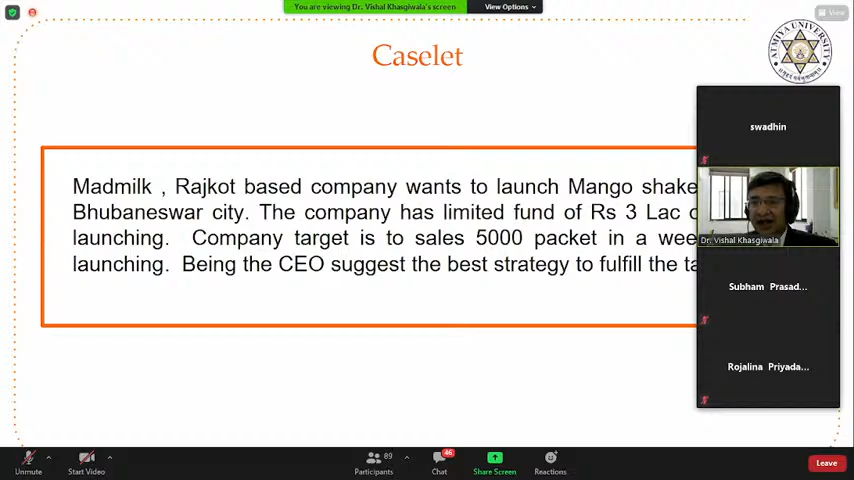 You are viewing Dr. Vishal Khasgiwala's screen
View Options
View
Caselet
ATMIYA UNIVERSITY
swadhin
Madmilk , Rajkot based company wants to launch Mango shake
Bhubaneswar city. The company has limited fund of Rs 3 Lac
launching. Company target is to sales 5000 packet in a
launching. Being the CEO suggest the best strategy to fulfill the
Dr. Vishal Khasgiwala
Subham Prasad...
Rojalina Priyada...
Unmute
Start Video
89
Participants
46
Chat
Share Screen
Reactions
Leave